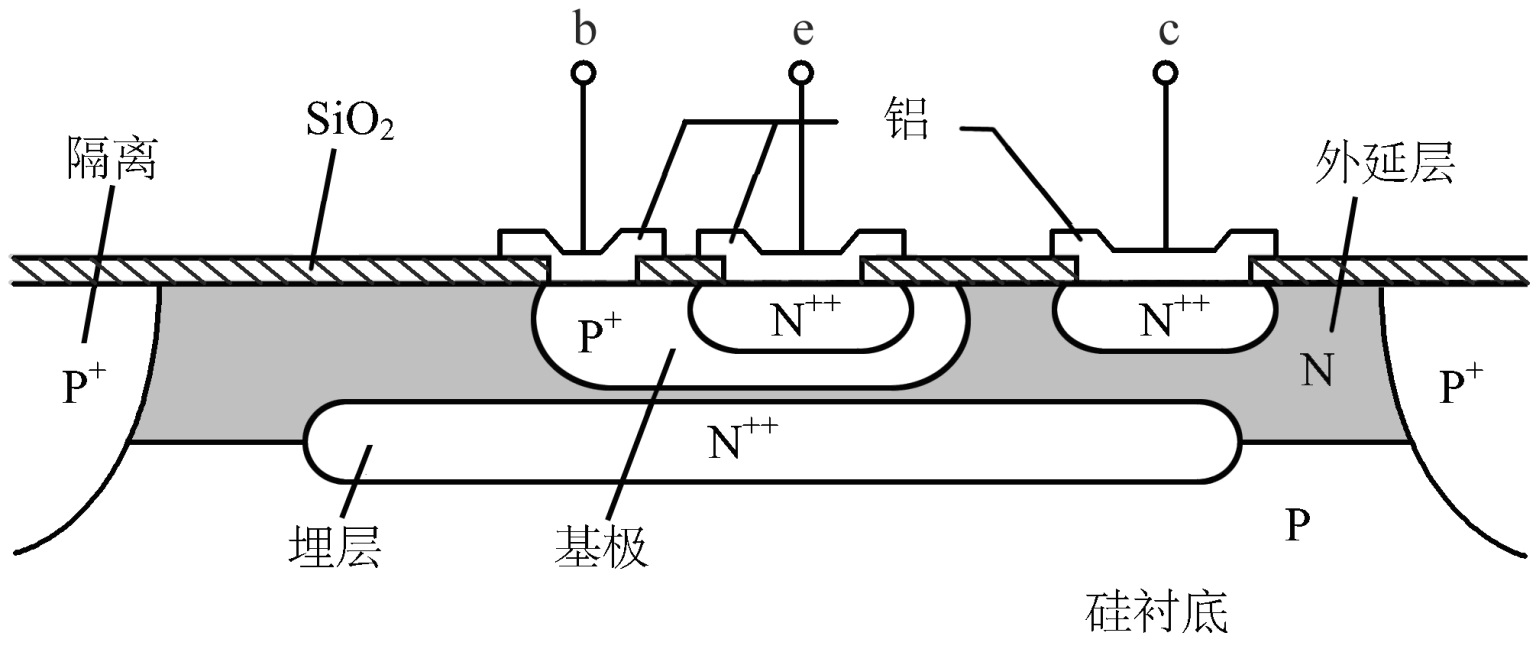 b e c
SiO₂ 铝
隔离 外延层
P⁺ N⁺⁺ N⁺⁺
P⁺ N P⁺
N⁺⁺
埋层 基极 P
硅衬底